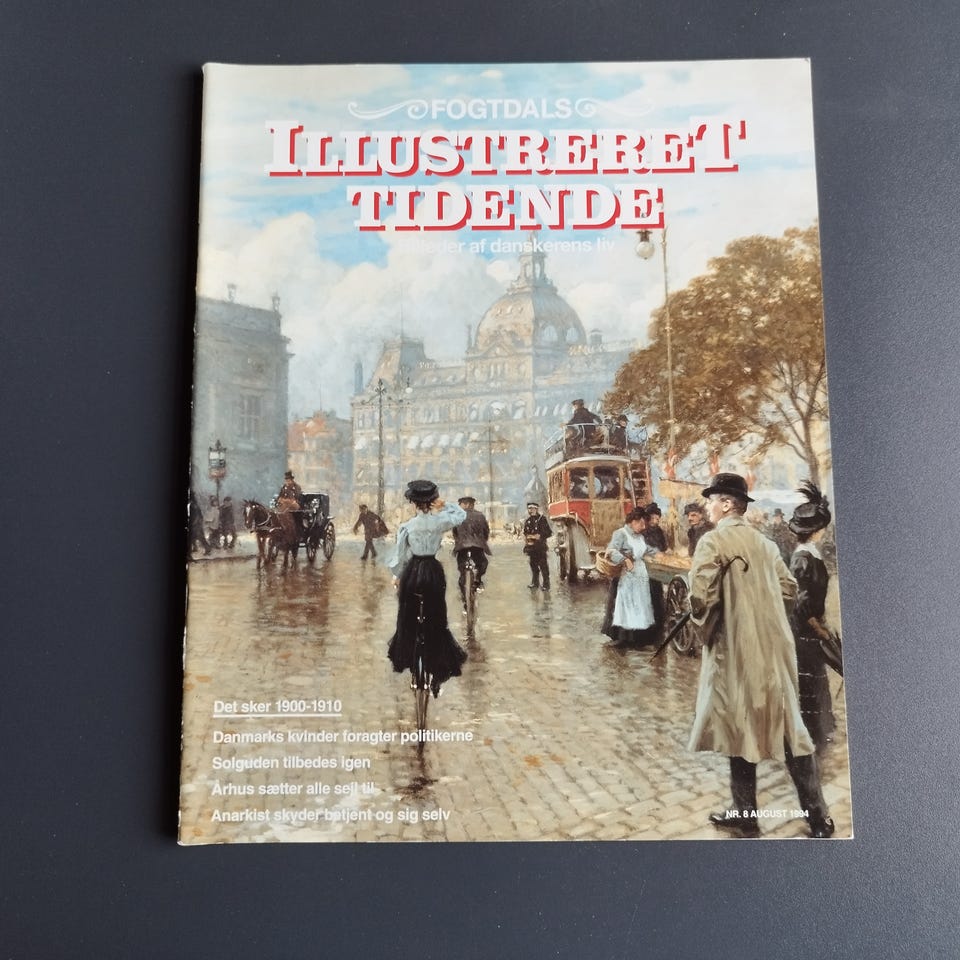 FOGTDALS
ILLUSTRERET
TIDENDE
Billeder af danskerens liv
Det sker 1900-1910
Danmarks kvinder foragter politikerne
Solguden tilbedes igen
Århus sætter alle sejl til
Anarkist skyder betjent og sig selv
NR. 8 AUGUST 1994